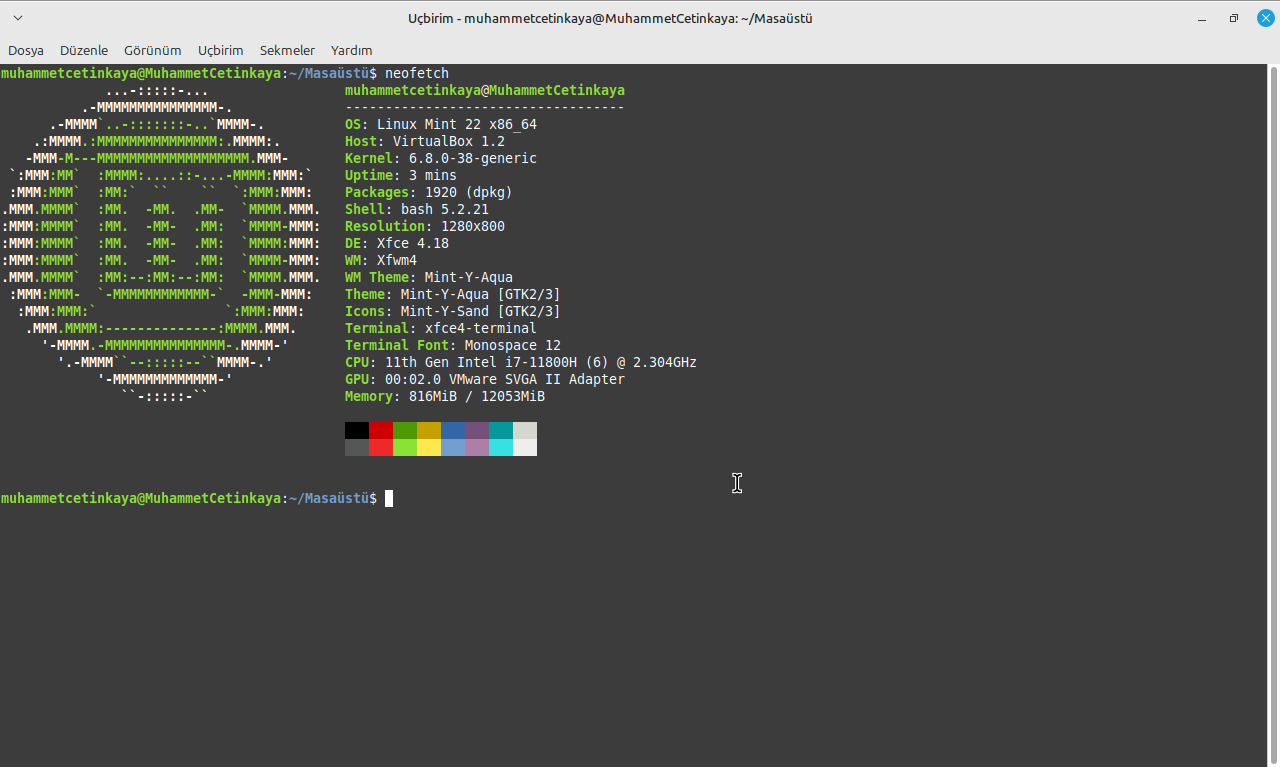 Uçbirim - muhammetcetinkaya@MuhammetCetinkaya: ~/Masaüstü
Dosya Düzenle Görünüm Uçbirim Sekmeler Yardım
muhammetcetinkaya@MuhammetCetinkaya:~/Masaüstü$ neofetch
             ...-:::::-...                 muhammetcetinkaya@MuhammetCetinkaya
          .-MMMMMMMMMMMMMMM-.              -----------------------------------
      .-MMMM`..-:::::::-..`MMMM-.          OS: Linux Mint 22 x86_64
    .:MMMM.:MMMMMMMMMMMMMMM:.MMMM:.        Host: VirtualBox 1.2
   -MMM-M---MMMMMMMMMMMMMMMMMMM.MMM-       Kernel: 6.8.0-38-generic
 `:MMM:MM`  :MMMM:....::-...-MMMM:MMM:`    Uptime: 3 mins
 :MMM:MMM`  :MM:`  ``    ``  `:MMM:MMM:    Packages: 1920 (dpkg)
.MMM.MMMM`  :MM.  -MM.  .MM-  `MMMM.MMM.   Shell: bash 5.2.21
:MMM:MMMM`  :MM.  -MM-  .MM:  `MMMM-MMM:   Resolution: 1280x800
:MMM:MMMM`  :MM.  -MM-  .MM:  `MMMM:MMM:   DE: Xfce 4.18
:MMM:MMMM`  :MM.  -MM-  .MM:  `MMMM-MMM:   WM: Xfwm4
.MMM.MMMM`  :MM:--:MM:--:MM:  `MMMM.MMM.   WM Theme: Mint-Y-Aqua
 :MMM:MMM-  `-MMMMMMMMMMMM-`  -MMM-MMM:    Theme: Mint-Y-Aqua [GTK2/3]
  :MMM:MMM:`                `:MMM:MMM:     Icons: Mint-Y-Sand [GTK2/3]
   .MMM.MMMM:--------------:MMMM.MMM.      Terminal: xfce4-terminal
     '-MMMM.-MMMMMMMMMMMMMMM-.MMMM-'       Terminal Font: Monospace 12
       '.-MMMM``--:::::--``MMMM-.'         CPU: 11th Gen Intel i7-11800H (6) @ 2.304GHz
            '-MMMMMMMMMMMMM-'              GPU: 00:02.0 VMware SVGA II Adapter
               ``-:::::-``                 Memory: 816MiB / 12053MiB
muhammetcetinkaya@MuhammetCetinkaya:~/Masaüstü$